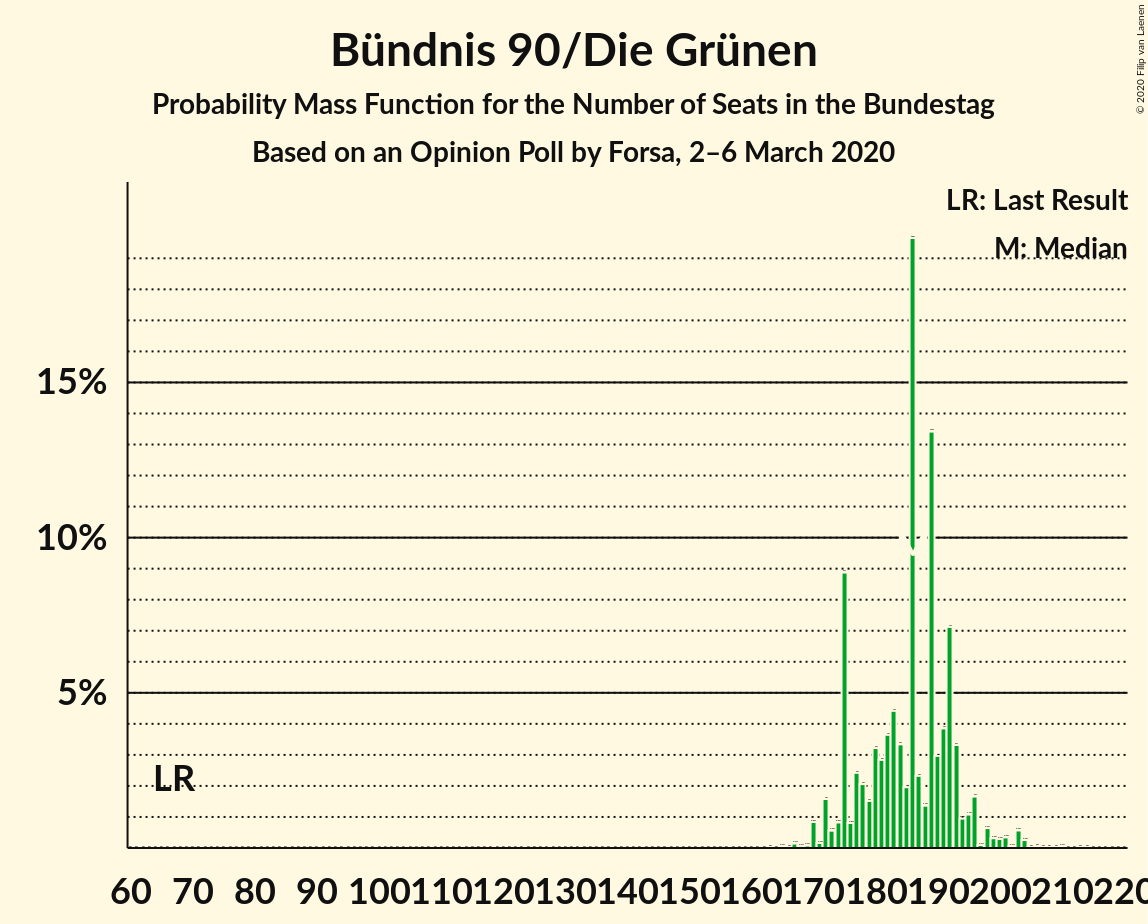 Bündnis 90/Die Grünen
Probability Mass Function for the Number of Seats in the Bundestag
Based on an Opinion Poll by Forsa, 2–6 March 2020
© 2020 Filip van Laenen
LR: Last Result
M: Median
15%
10%
5%
LR
60 70 80 90 100 110 120 130 140 150 160 170 180 190 200 210 220